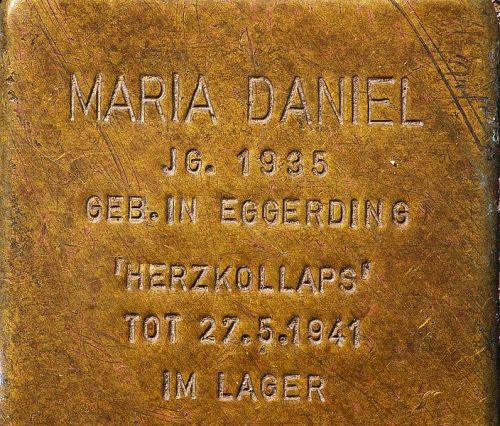 MARIA DANIEL
JG. 1935
GEB. IN EGGERDING
'HERZKOLLAPS'
TOT 27.5.1941
IM LAGER